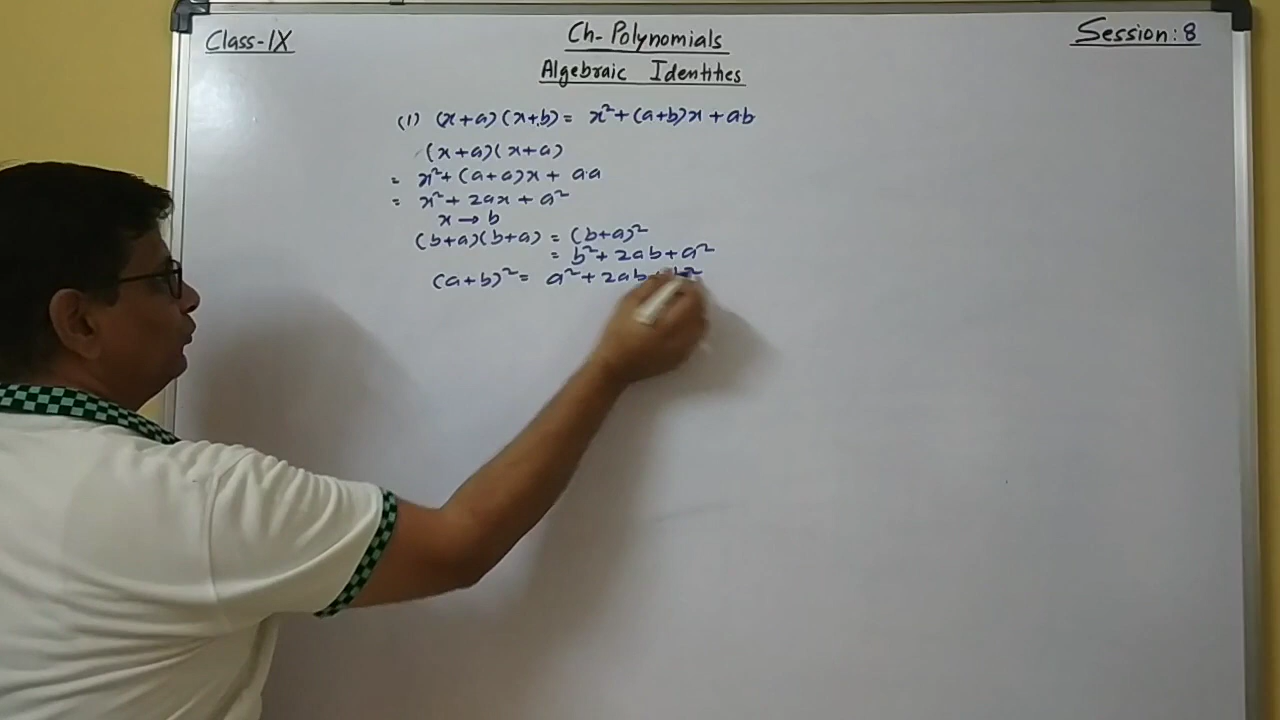 Class-IX
Ch- Polynomials
Session: 8
Algebraic Identities
(1) (x+a)(x+b) = x²+(a+b)x+ab
(x+a)(x+a)
= x²+(a+a)x+ a.a
= x²+2ax+a²
x→b
(b+a)(b+a) = (b+a)²
= b²+2ab+a²
(a+b)² = a²+2ab+b²